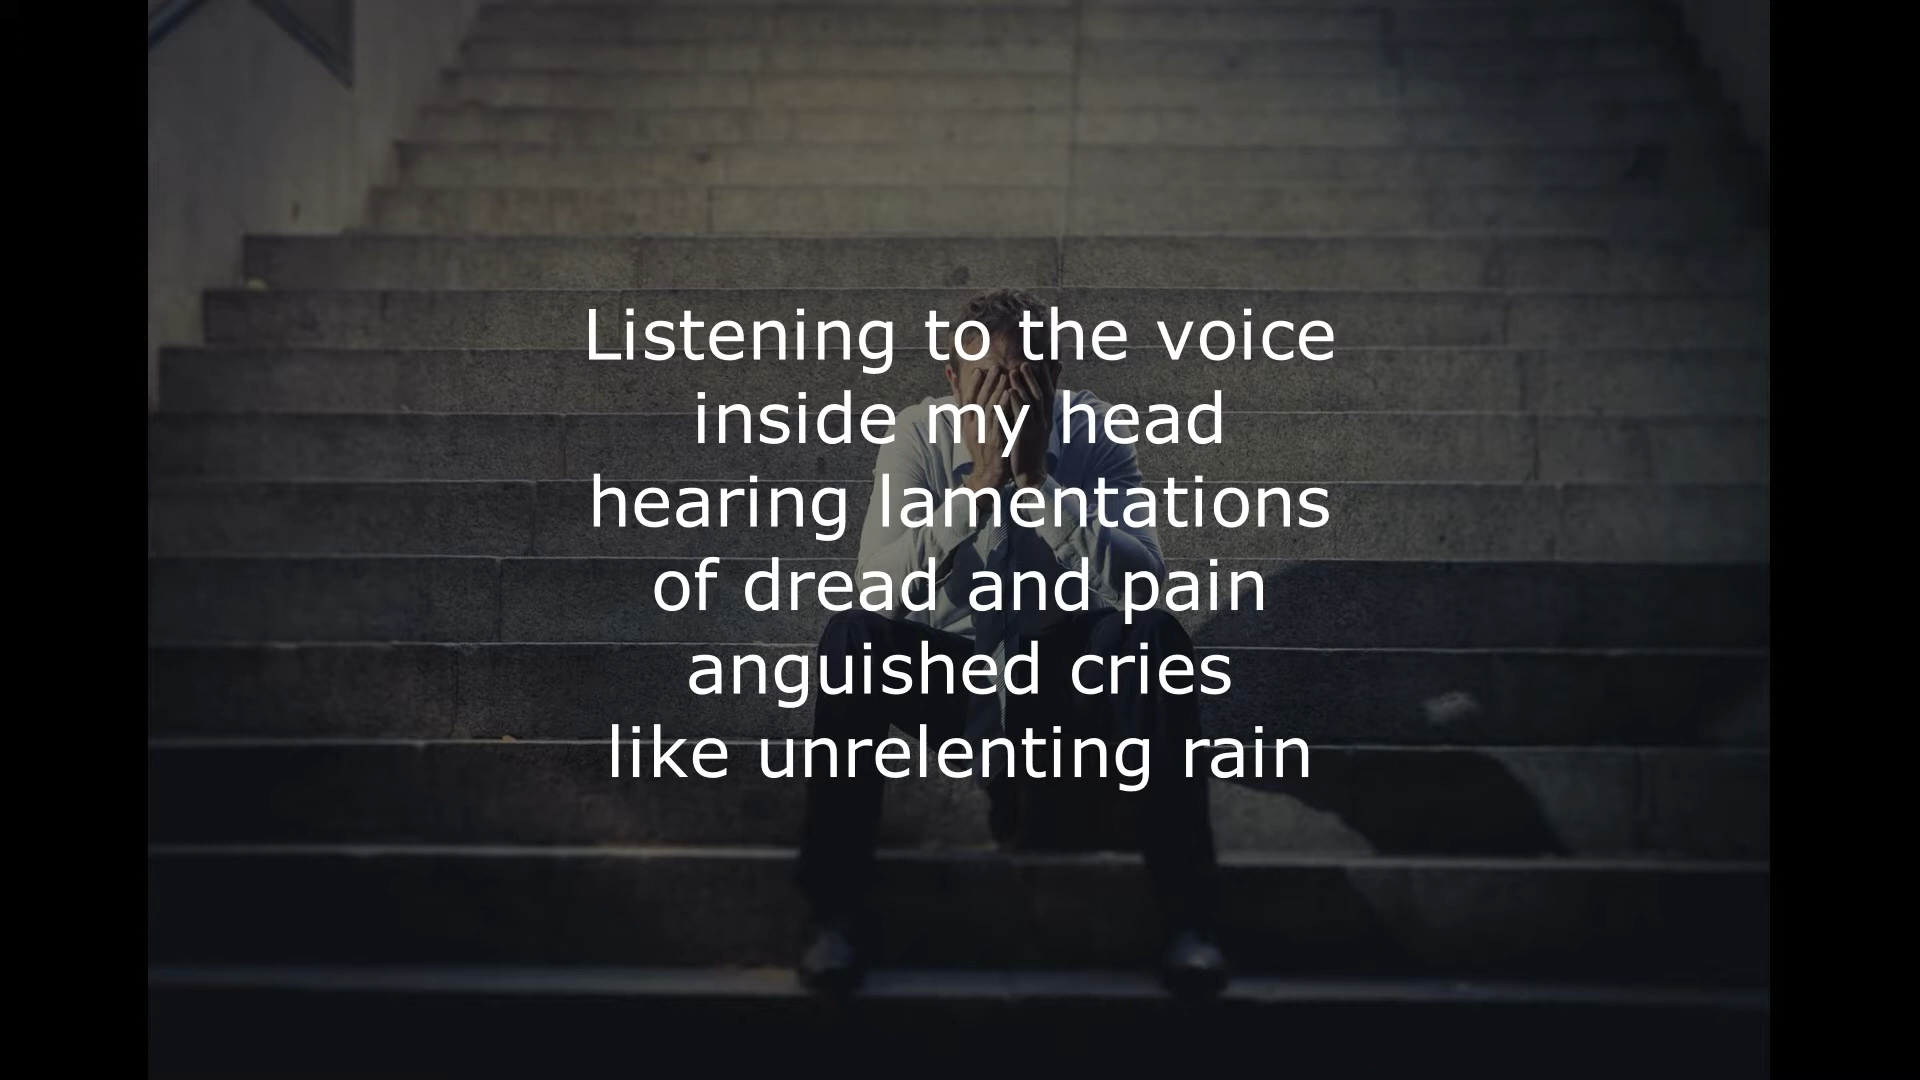 Listening to the voice
inside my head
hearing lamentations
of dread and pain
anguished cries
like unrelenting rain